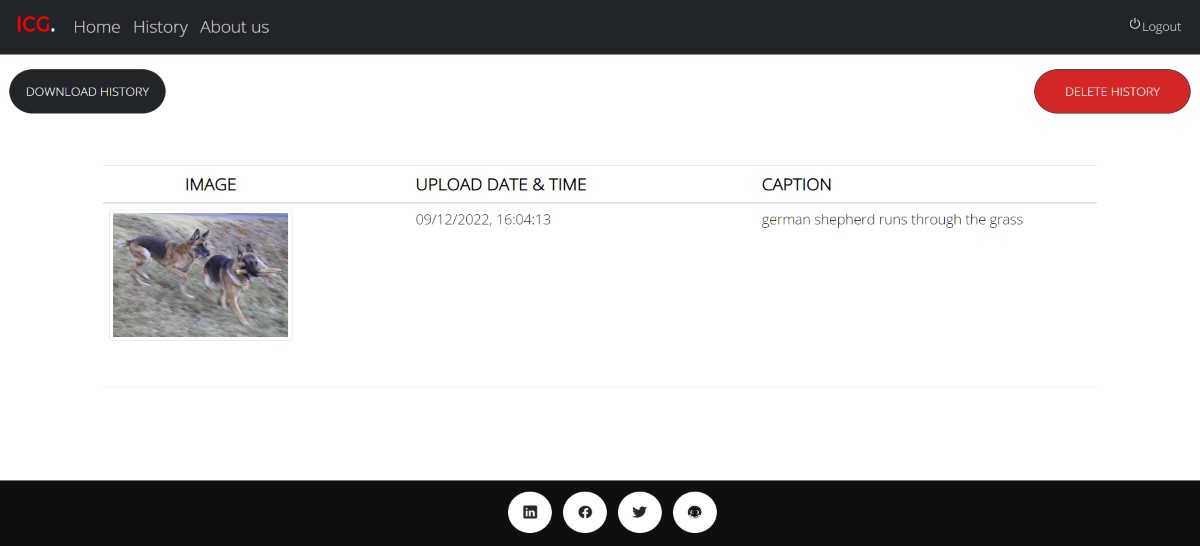 ICG. Home History About us Logout
DOWNLOAD HISTORY DELETE HISTORY
IMAGE UPLOAD DATE & TIME CAPTION
09/12/2022, 16:04:13 german shepherd runs through the grass